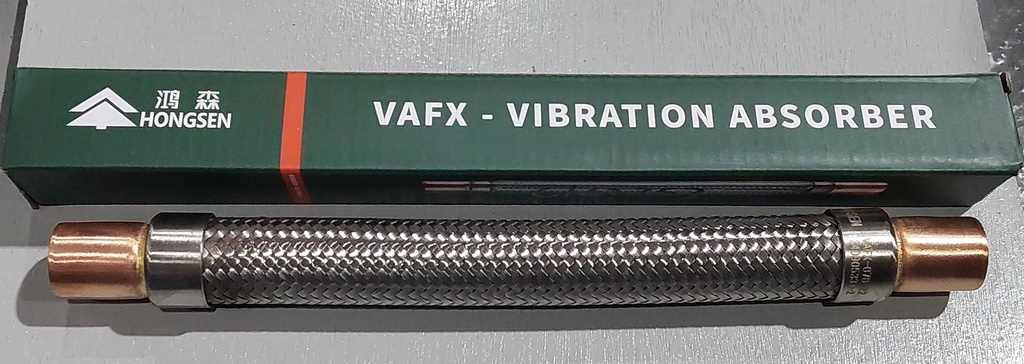 鸿森
HONGSEN
VAFX - VIBRATION ABSORBER